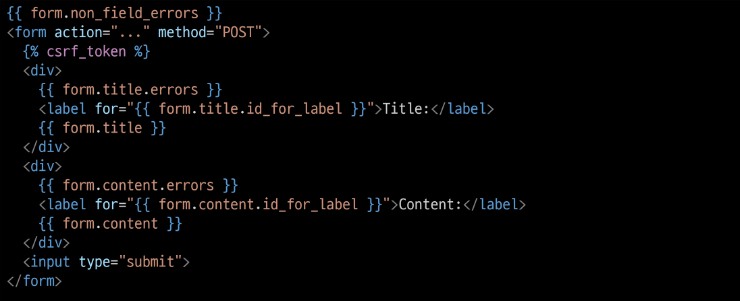 {{ form.non_field_errors }}
<form action="..." method="POST">
  {% csrf_token %}
  <div>
    {{ form.title.errors }}
    <label for="{{ form.title.id_for_label }}">Title:</label>
    {{ form.title }}
  </div>
  <div>
    {{ form.content.errors }}
    <label for="{{ form.content.id_for_label }}">Content:</label>
    {{ form.content }}
  </div>
  <input type="submit">
</form>